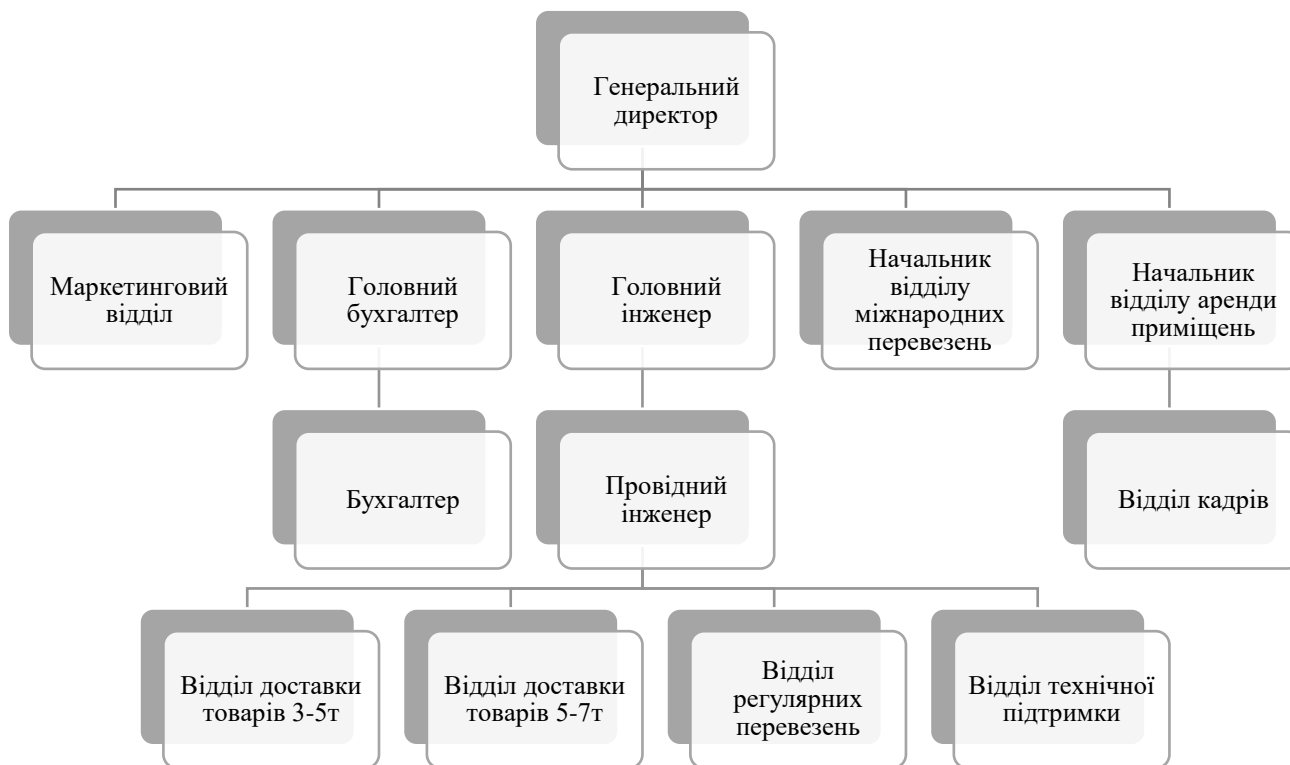 Генеральний
директор
Маркетинговий
відділ
Головний
бухгалтер
Головний
інженер
Начальник
відділу
міжнародних
перевезень
Начальник
відділу аренди
приміщень
Бухгалтер
Провідний
інженер
Відділ кадрів
Відділ доставки
товарів 3-5т
Відділ доставки
товарів 5-7т
Відділ
регулярних
перевезень
Відділ технічної
підтримки